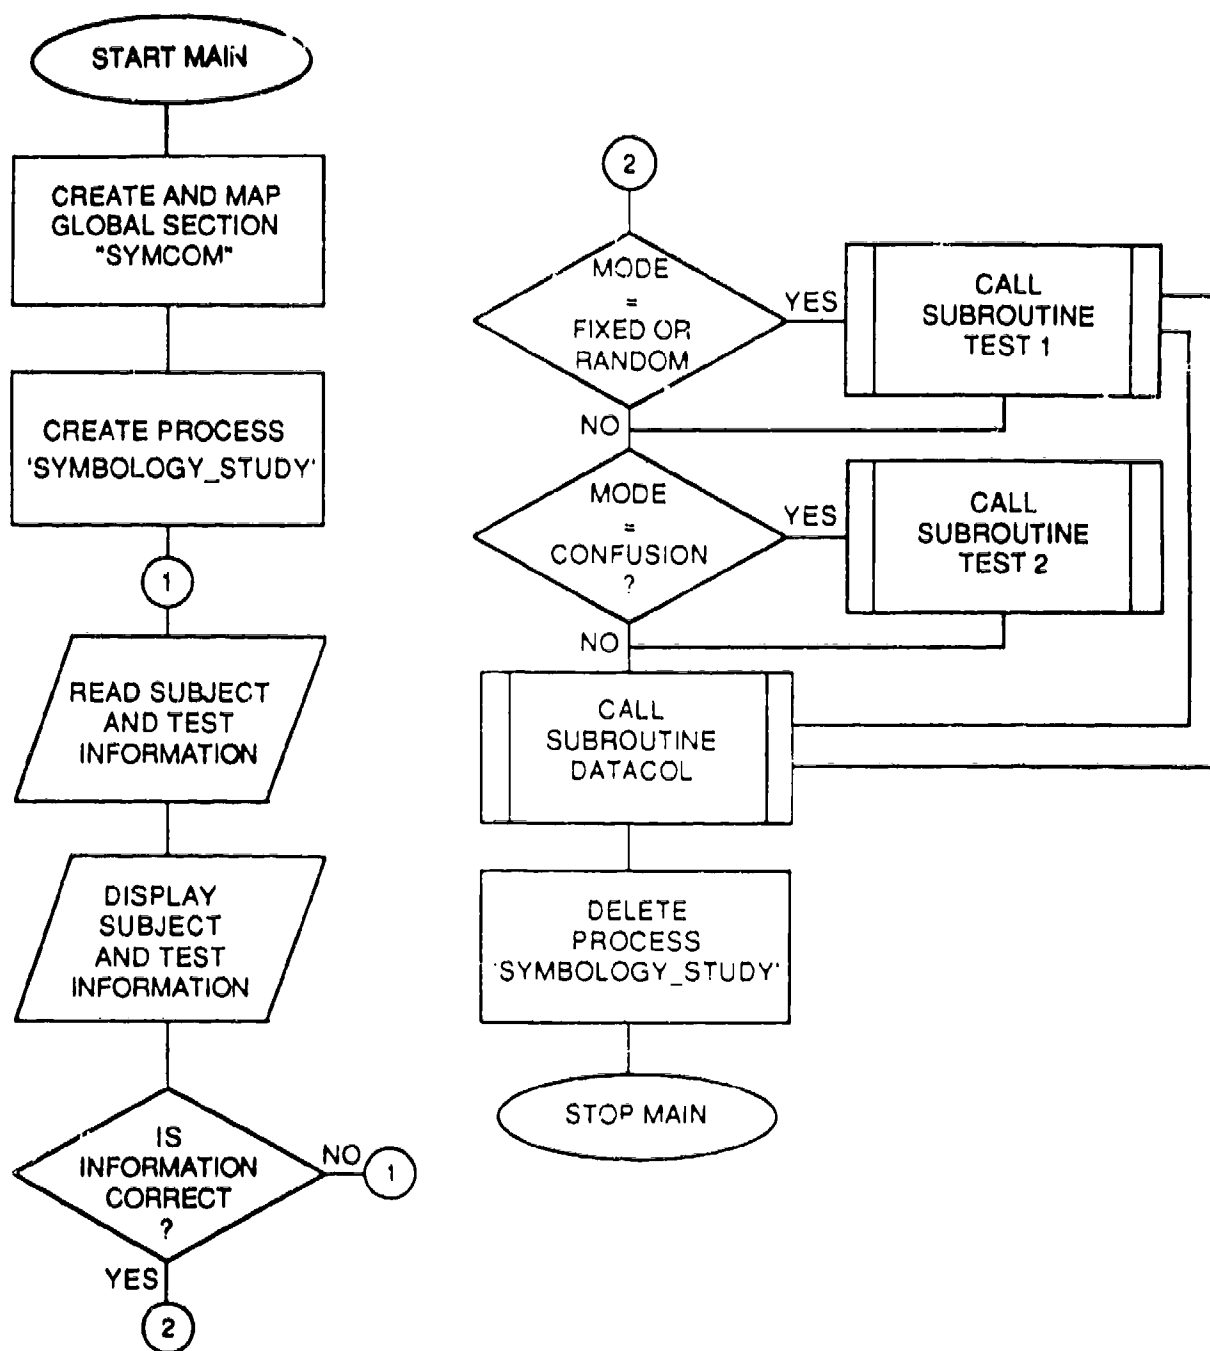 START MAIN
CREATE AND MAP
GLOBAL SECTION
"SYMCOM"
CREATE PROCESS
'SYMBOLOGY_STUDY'
1
READ SUBJECT
AND TEST
INFORMATION
DISPLAY
SUBJECT
AND TEST
INFORMATION
IS
INFORMATION
CORRECT
?
NO
1
YES
2
2
MODE
=
FIXED OR
RANDOM
YES
CALL
SUBROUTINE
TEST 1
NO
MODE
=
CONFUSION
?
YES
CALL
SUBROUTINE
TEST 2
NO
CALL
SUBROUTINE
DATACOL
DELETE
PROCESS
'SYMBOLOGY_STUDY'
STOP MAIN